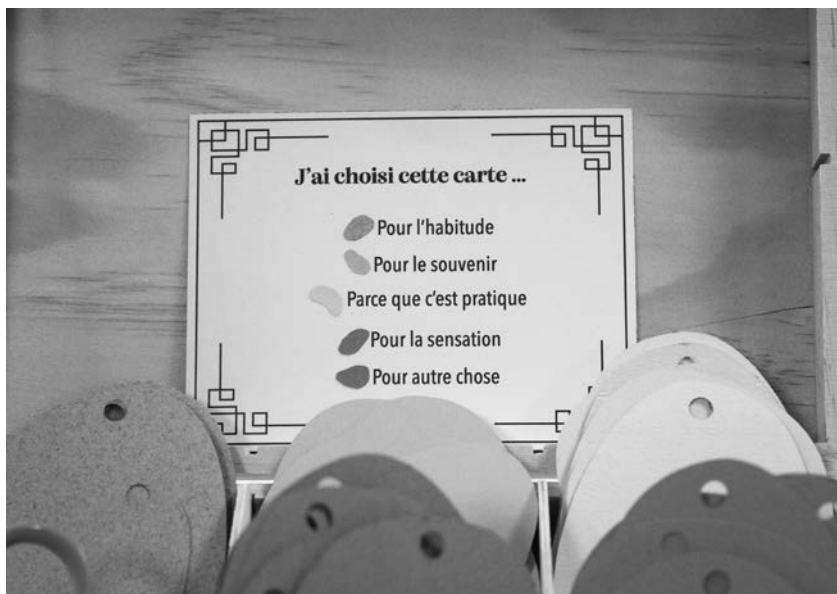 J'ai choisi cette carte ...
Pour l'habitude
Pour le souvenir
Parce que c'est pratique
Pour la sensation
Pour autre chose